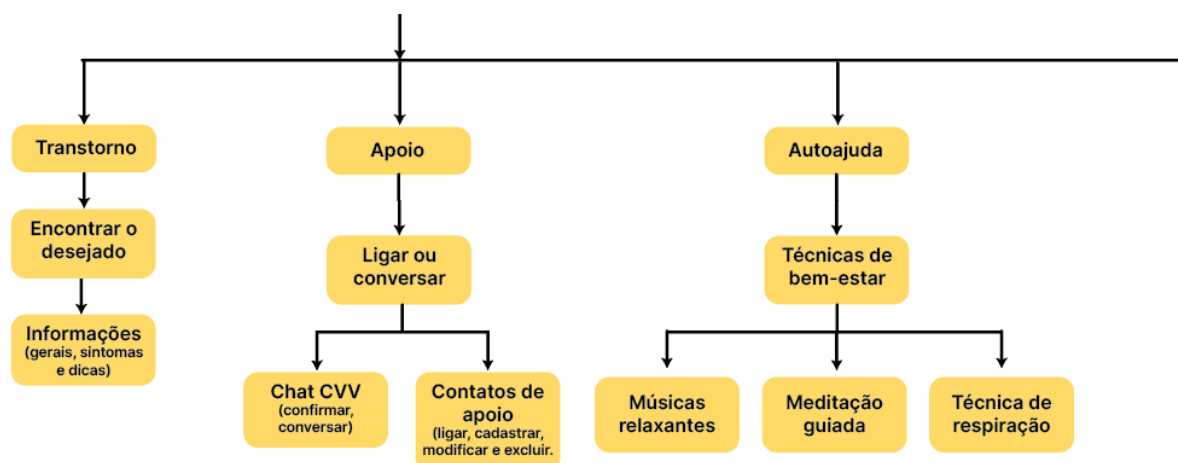 Transtorno
Apoio
Autoajuda
Encontrar o
desejado
Ligar ou
conversar
Técnicas de
bem-estar
Informações
(gerais, sintomas
e dicas)
Chat CVV
(confirmar,
conversar)
Contatos de
apoio
(ligar, cadastrar,
modificar e excluir.
Músicas
relaxantes
Meditação
guiada
Técnica de
respiração